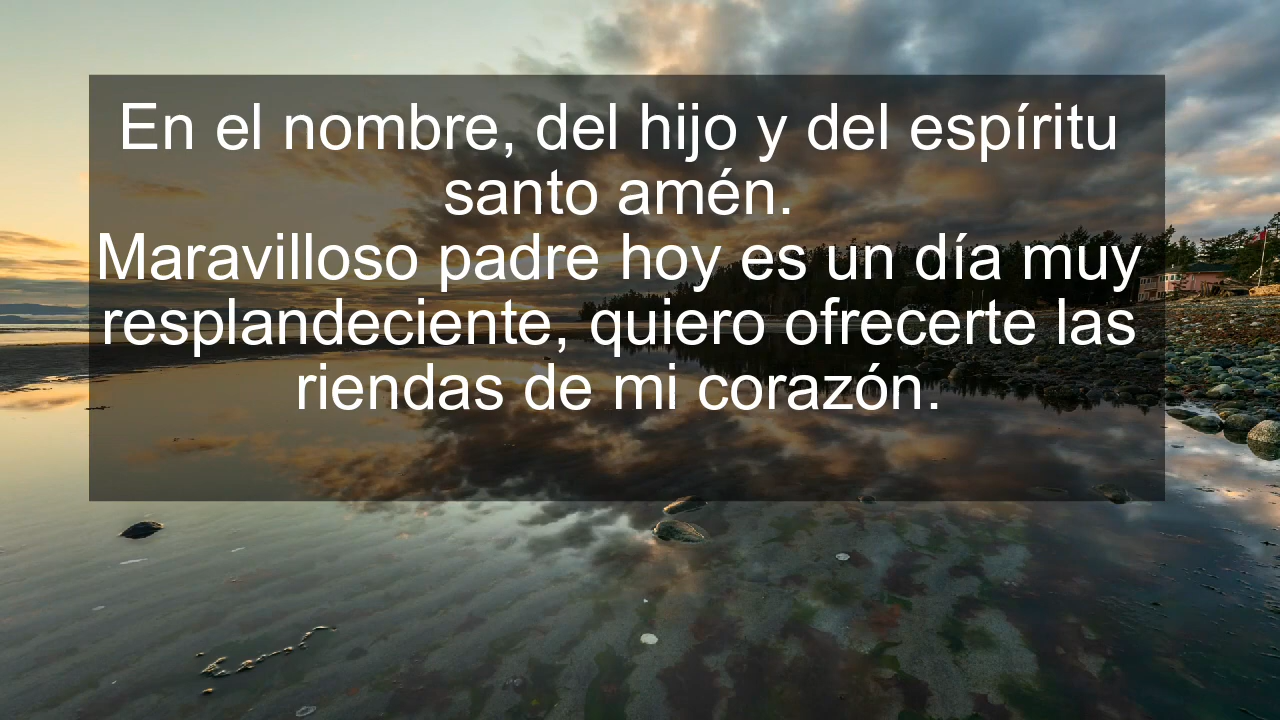 En el nombre, del hijo y del espíritu
santo amén.
Maravilloso padre hoy es un día muy
resplandeciente, quiero ofrecerte las
riendas de mi corazón.